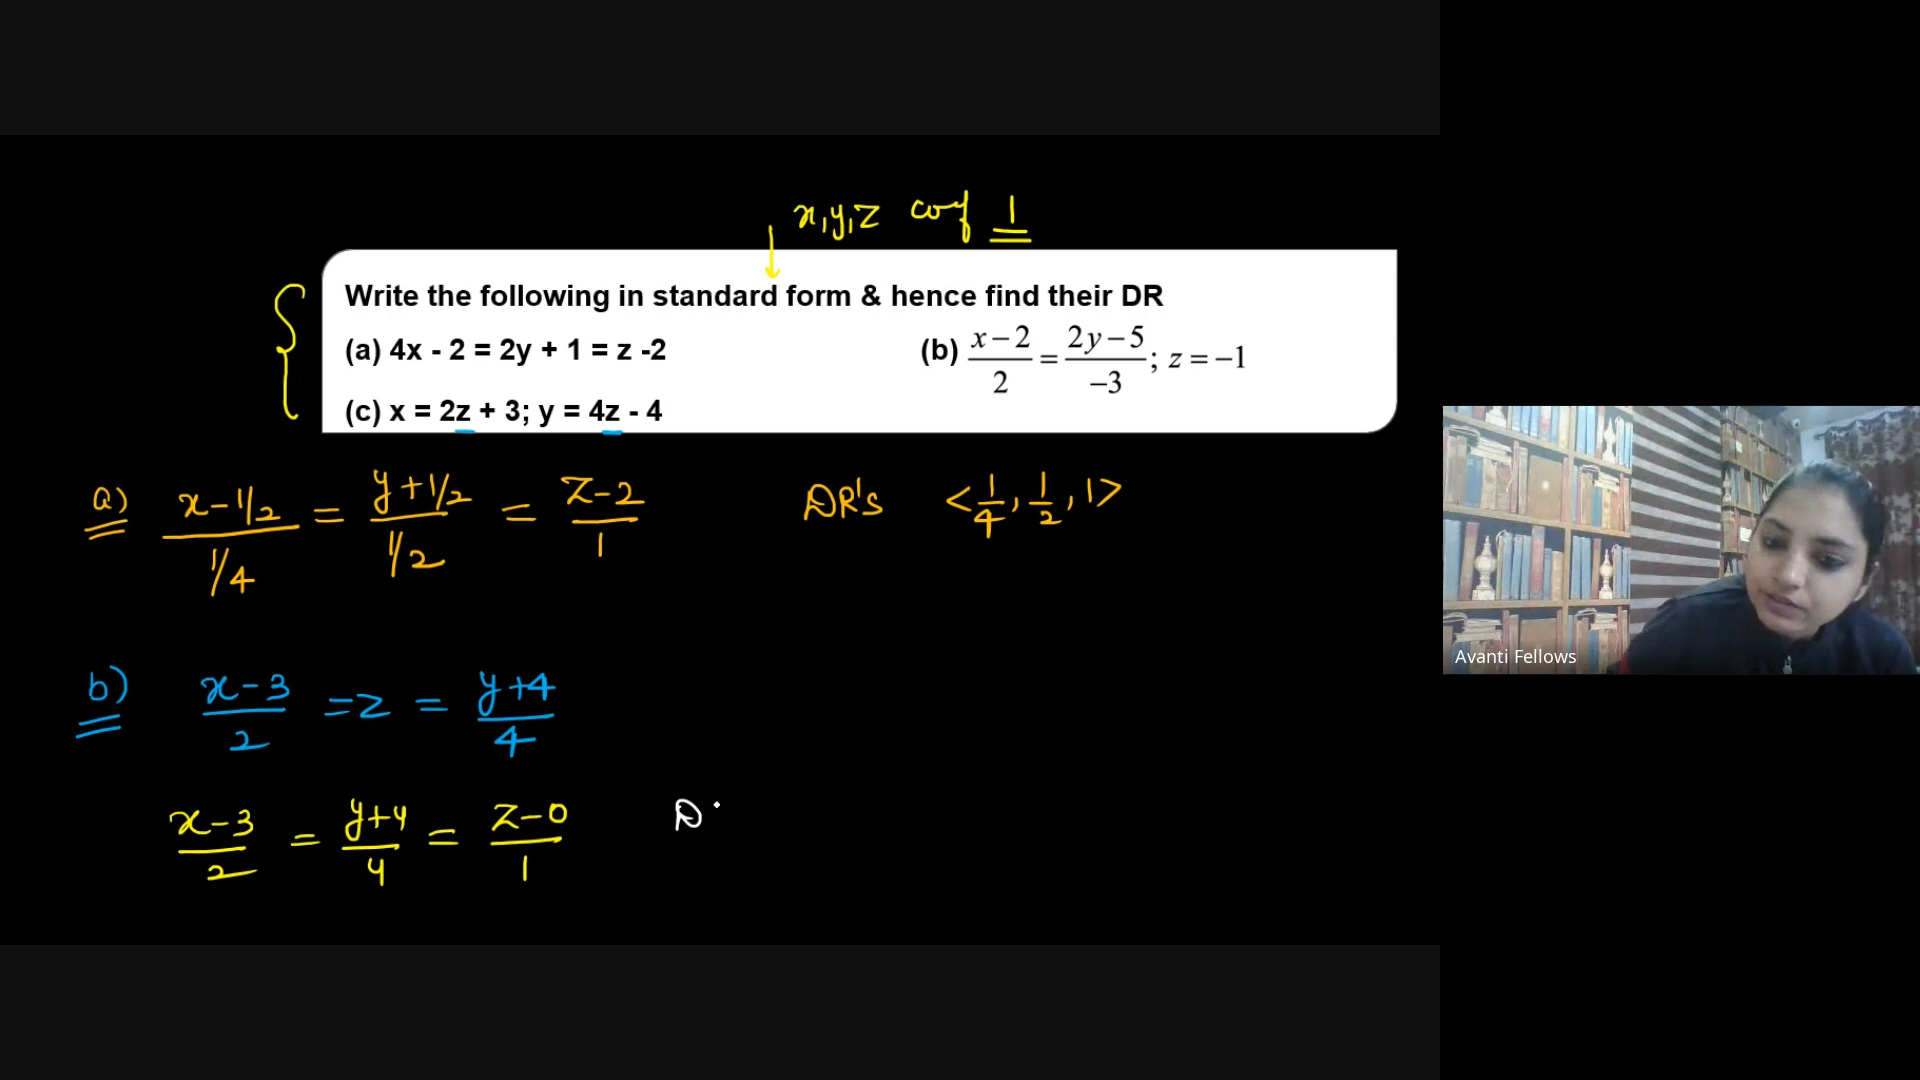 x,y,z cof 1
Write the following in standard form & hence find their DR
(a) 4x - 2 = 2y + 1 = z -2
(b) x-2/2 = 2y-5/-3; z = -1
(c) x = 2z + 3; y = 4z - 4
a) x-1/2 / 1/4 = y+1/2 / 1/2 = z-2 / 1
DR's <1/4, 1/2, 1>
b) x-3/2 = z = y+4/4
x-3/2 = y+4/4 = z-0/1
D
Avanti Fellows